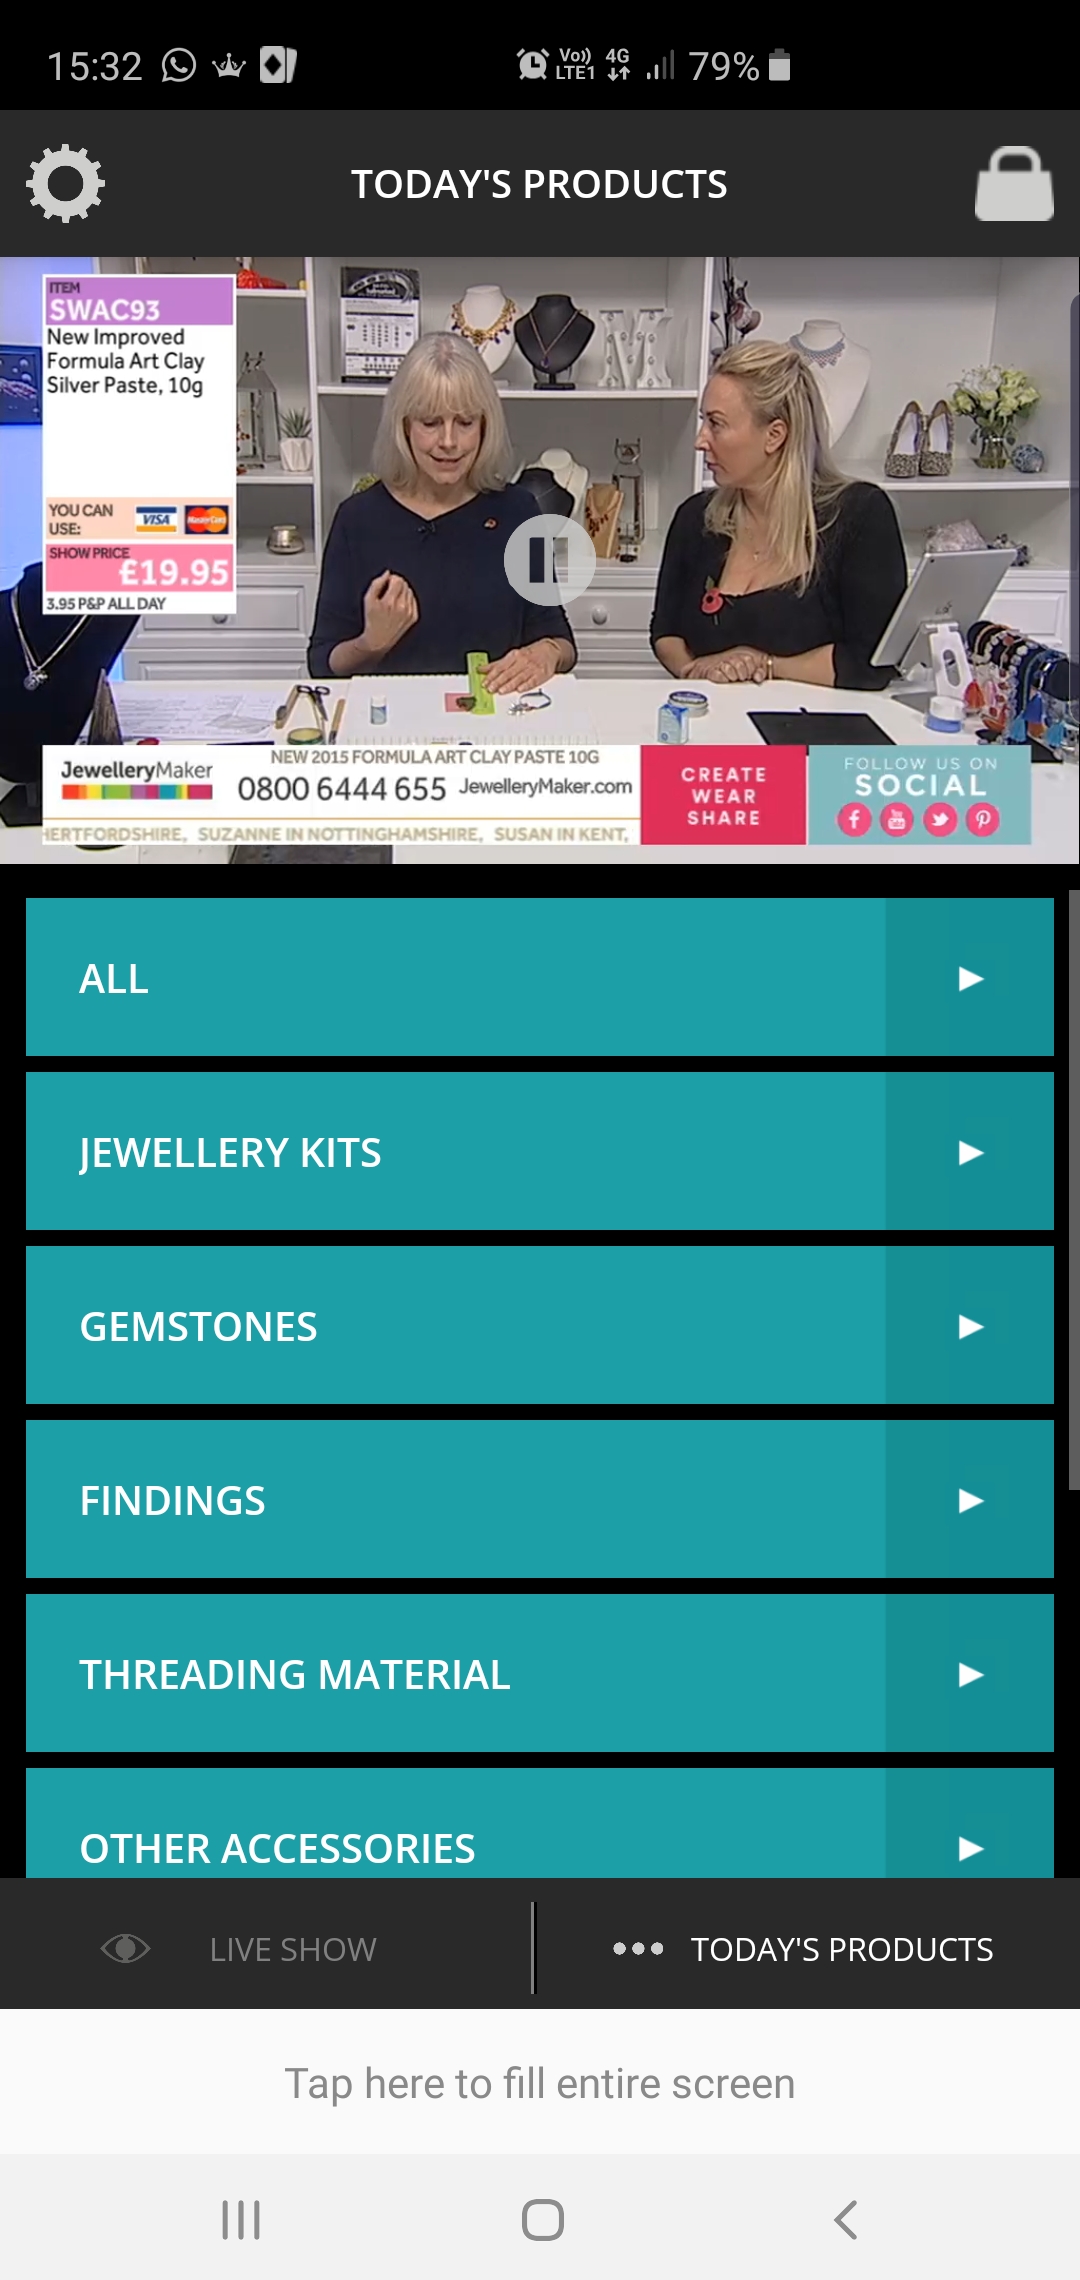 15:32
Vo)) LTE1 4G 79%
TODAY'S PRODUCTS
ITEM
SWAC93
New Improved
Formula Art Clay
Silver Paste, 10g
YOU CAN
USE:
VISA MasterCard
SHOW PRICE
£19.95
3.95 P&P ALL DAY
NEW 2015 FORMULA ART CLAY PASTE 10G
JewelleryMaker
0800 6444 655 JewelleryMaker.com
HERTFORDSHIRE, SUZANNE IN NOTTINGHAMSHIRE, SUSAN IN KENT,
CREATE
WEAR
SHARE
FOLLOW US ON
SOCIAL
ALL
JEWELLERY KITS
GEMSTONES
FINDINGS
THREADING MATERIAL
OTHER ACCESSORIES
LIVE SHOW
TODAY'S PRODUCTS
Tap here to fill entire screen